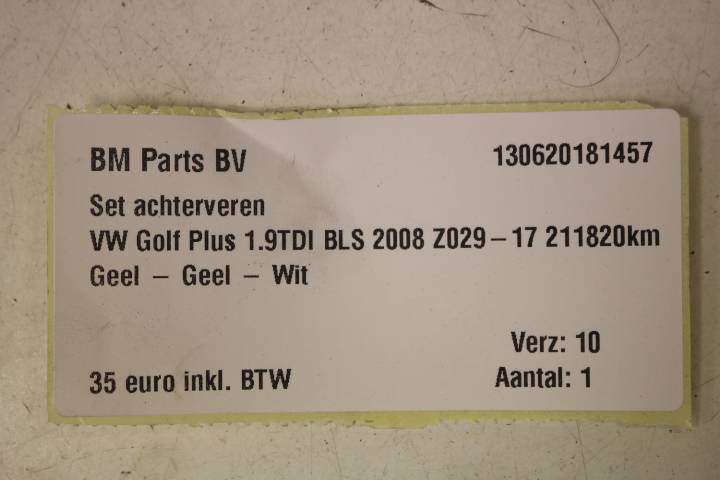 BM Parts BV 130620181457
Set achterveren
VW Golf Plus 1.9TDI BLS 2008 Z029-17 211820km
Geel - Geel - Wit
Verz: 10
35 euro inkl. BTW Aantal: 1